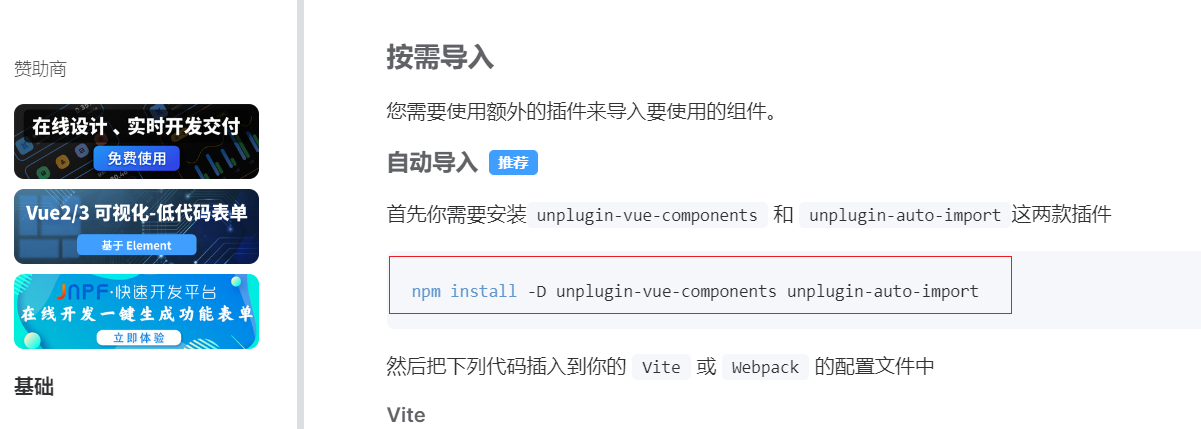 赞助商
在线设计、实时开发交付
免费使用
Vue2/3 可视化-低代码表单
基于 Element
JNPF·快速开发平台
在线开发一键生成功能表单
立即体验
基础
按需导入
您需要使用额外的插件来导入要使用的组件。
自动导入 推荐
首先你需要安装 unplugin-vue-components 和 unplugin-auto-import 这两款插件
npm install -D unplugin-vue-components unplugin-auto-import
然后把下列代码插入到你的 Vite 或 Webpack 的配置文件中
Vite